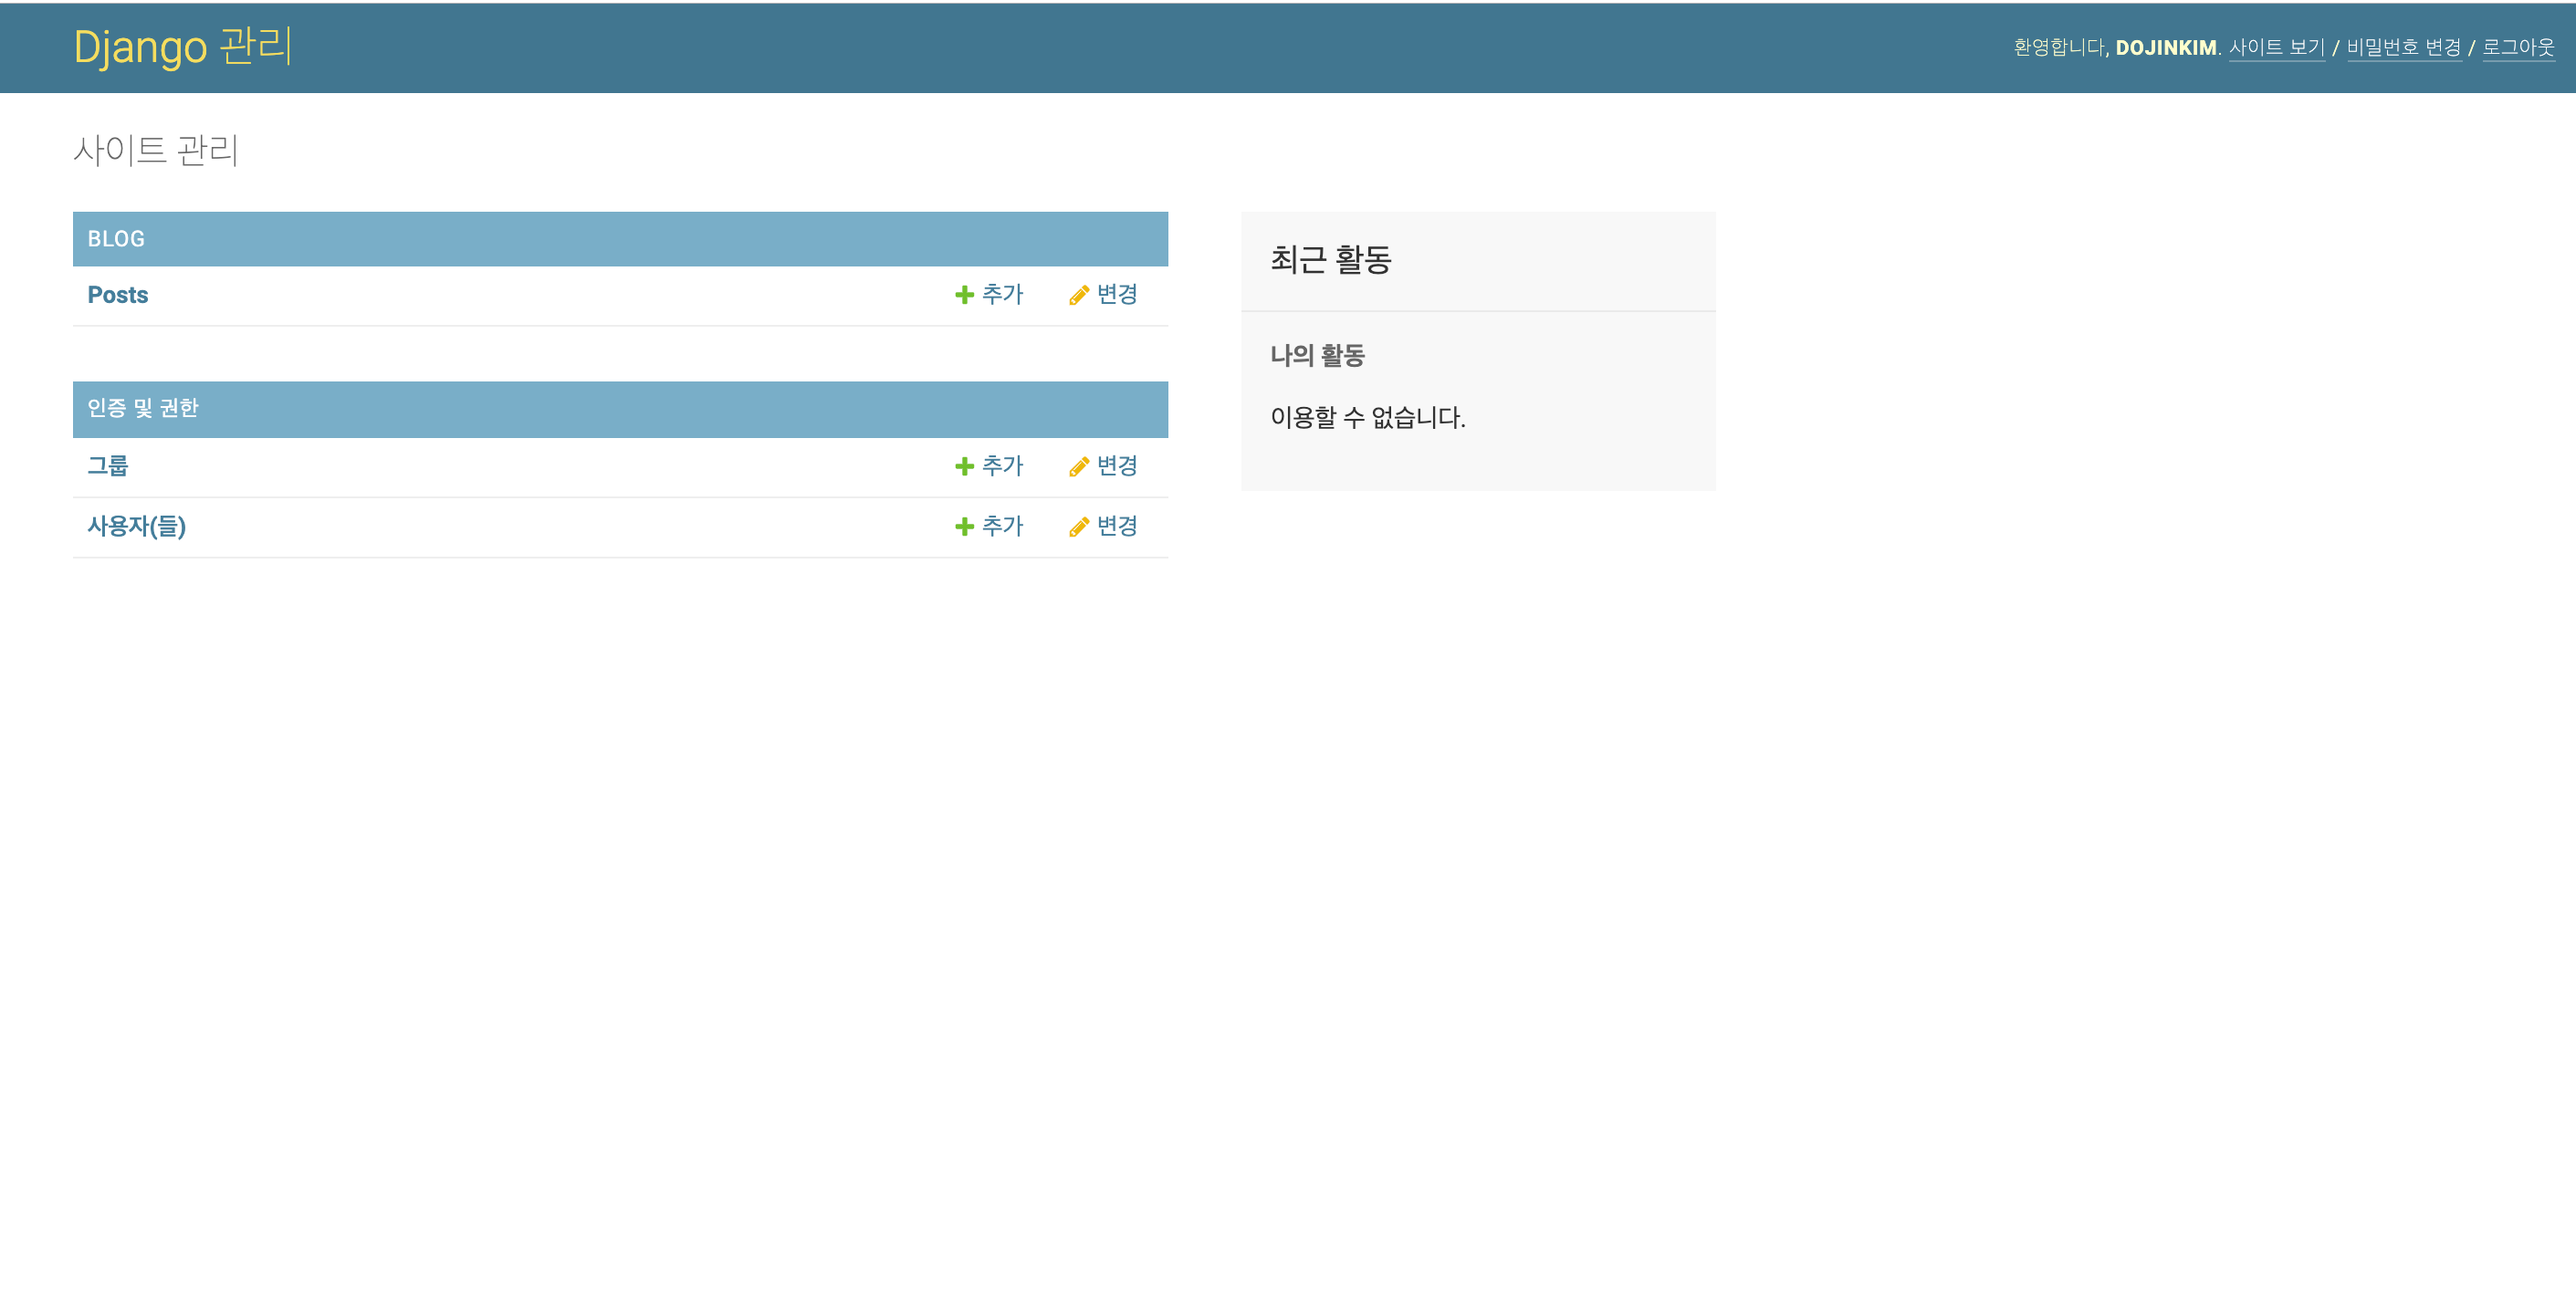 Django 관리
환영합니다, DOJINKIM. 사이트 보기 / 비밀번호 변경 / 로그아웃
사이트 관리
BLOG
Posts 추가 변경
인증 및 권한
그룹 추가 변경
사용자(들) 추가 변경
최근 활동
나의 활동
이용할 수 없습니다.